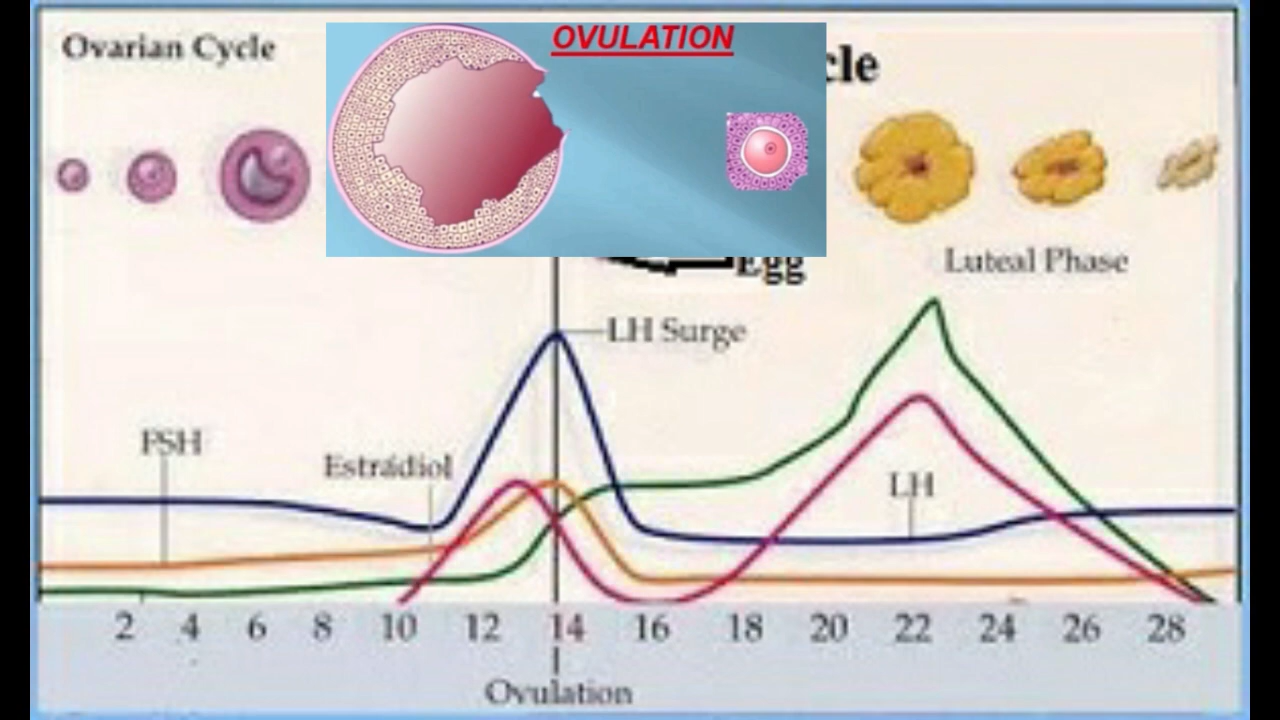 Ovarian Cycle
OVULATION
cle
Egg
Luteal Phase
LH Surge
FSH
Estradiol
LH
2 4 6 8 10 12 14 16 18 20 22 24 26 28
Ovulation